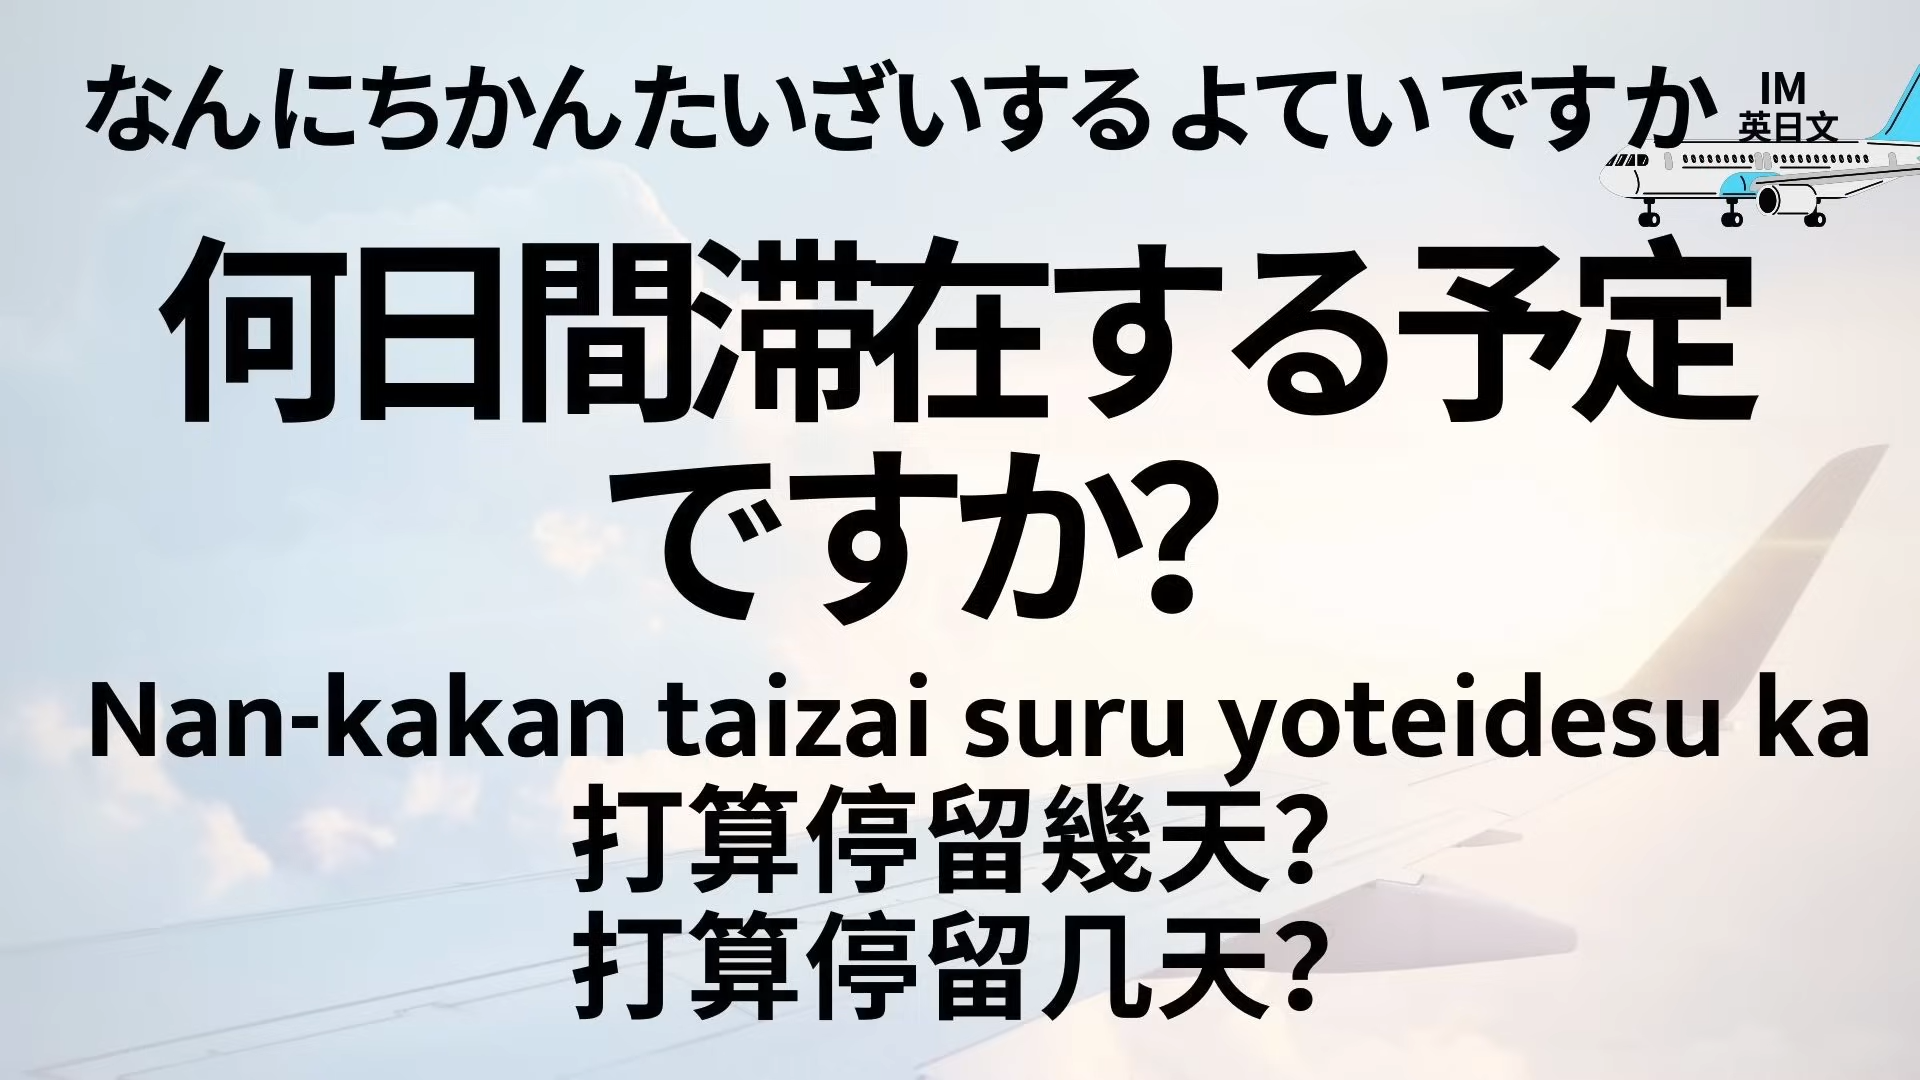 なんにちかんたいざいするよていですか
IM
英日文
何日間滞在する予定
ですか?
Nan-kakan taizai suru yoteidesu ka
打算停留幾天?
打算停留几天?